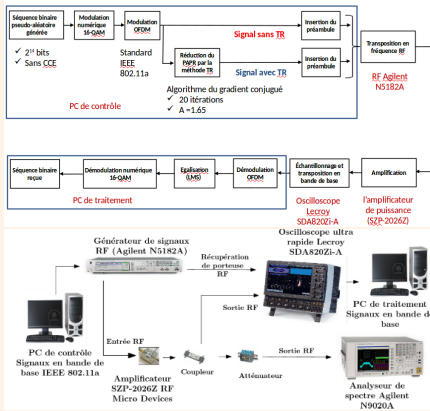 Séquence binaire
pseudo-aléatoire
générée
Modulation
numérique
16-QAM
Modulation
OFDM
Signal sans TR
Insertion du
préambule
Transposition en
fréquence RF
2¹⁴ bits
Sans CCE
Standard
IEEE
802.11a
Réduction du
PAPR par la
méthode TR
Signal avec TR
Insertion du
préambule
RF Agilent
N5182A
Algorithme du gradient conjugué
20 itérations
A =1.65
PC de contrôle
Séquence binaire
reçue
Démodulation numérique
16-QAM
Egalisation
(LMS)
Démodulation
OFDM
Échantillonnage et
transposition en
bande de base
Amplification
PC de traitement
Oscilloscope
Lecroy
SDA820Zi-A
l'amplificateur
de puissance
(SZP-2026Z)
Générateur de signaux
RF (Agilent N5182A)
Récupération
de porteuse
RF
Oscilloscope ultra
rapide Lecroy
SDA820Zi-A
Sortie RF
PC de traitement
Signaux en bande de
base
Entrée RF
PC de contrôle
Signaux en bande de
base IEEE 802.11a
Amplificateur
SZP-2026Z RF
Micro Devices
Coupleur
Atténuateur
Sortie RF
Analyseur de
spectre Agilent
N9020A